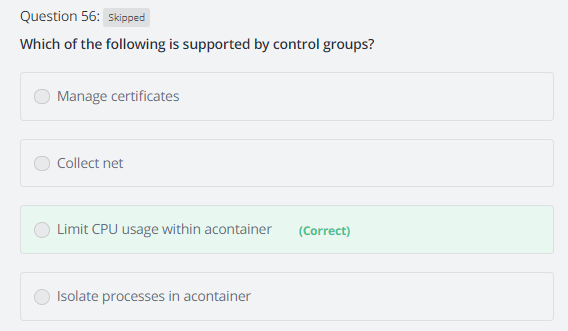 Question 56: Skipped
Which of the following is supported by control groups?
Manage certificates
Collect net
Limit CPU usage within acontainer (Correct)
Isolate processes in acontainer